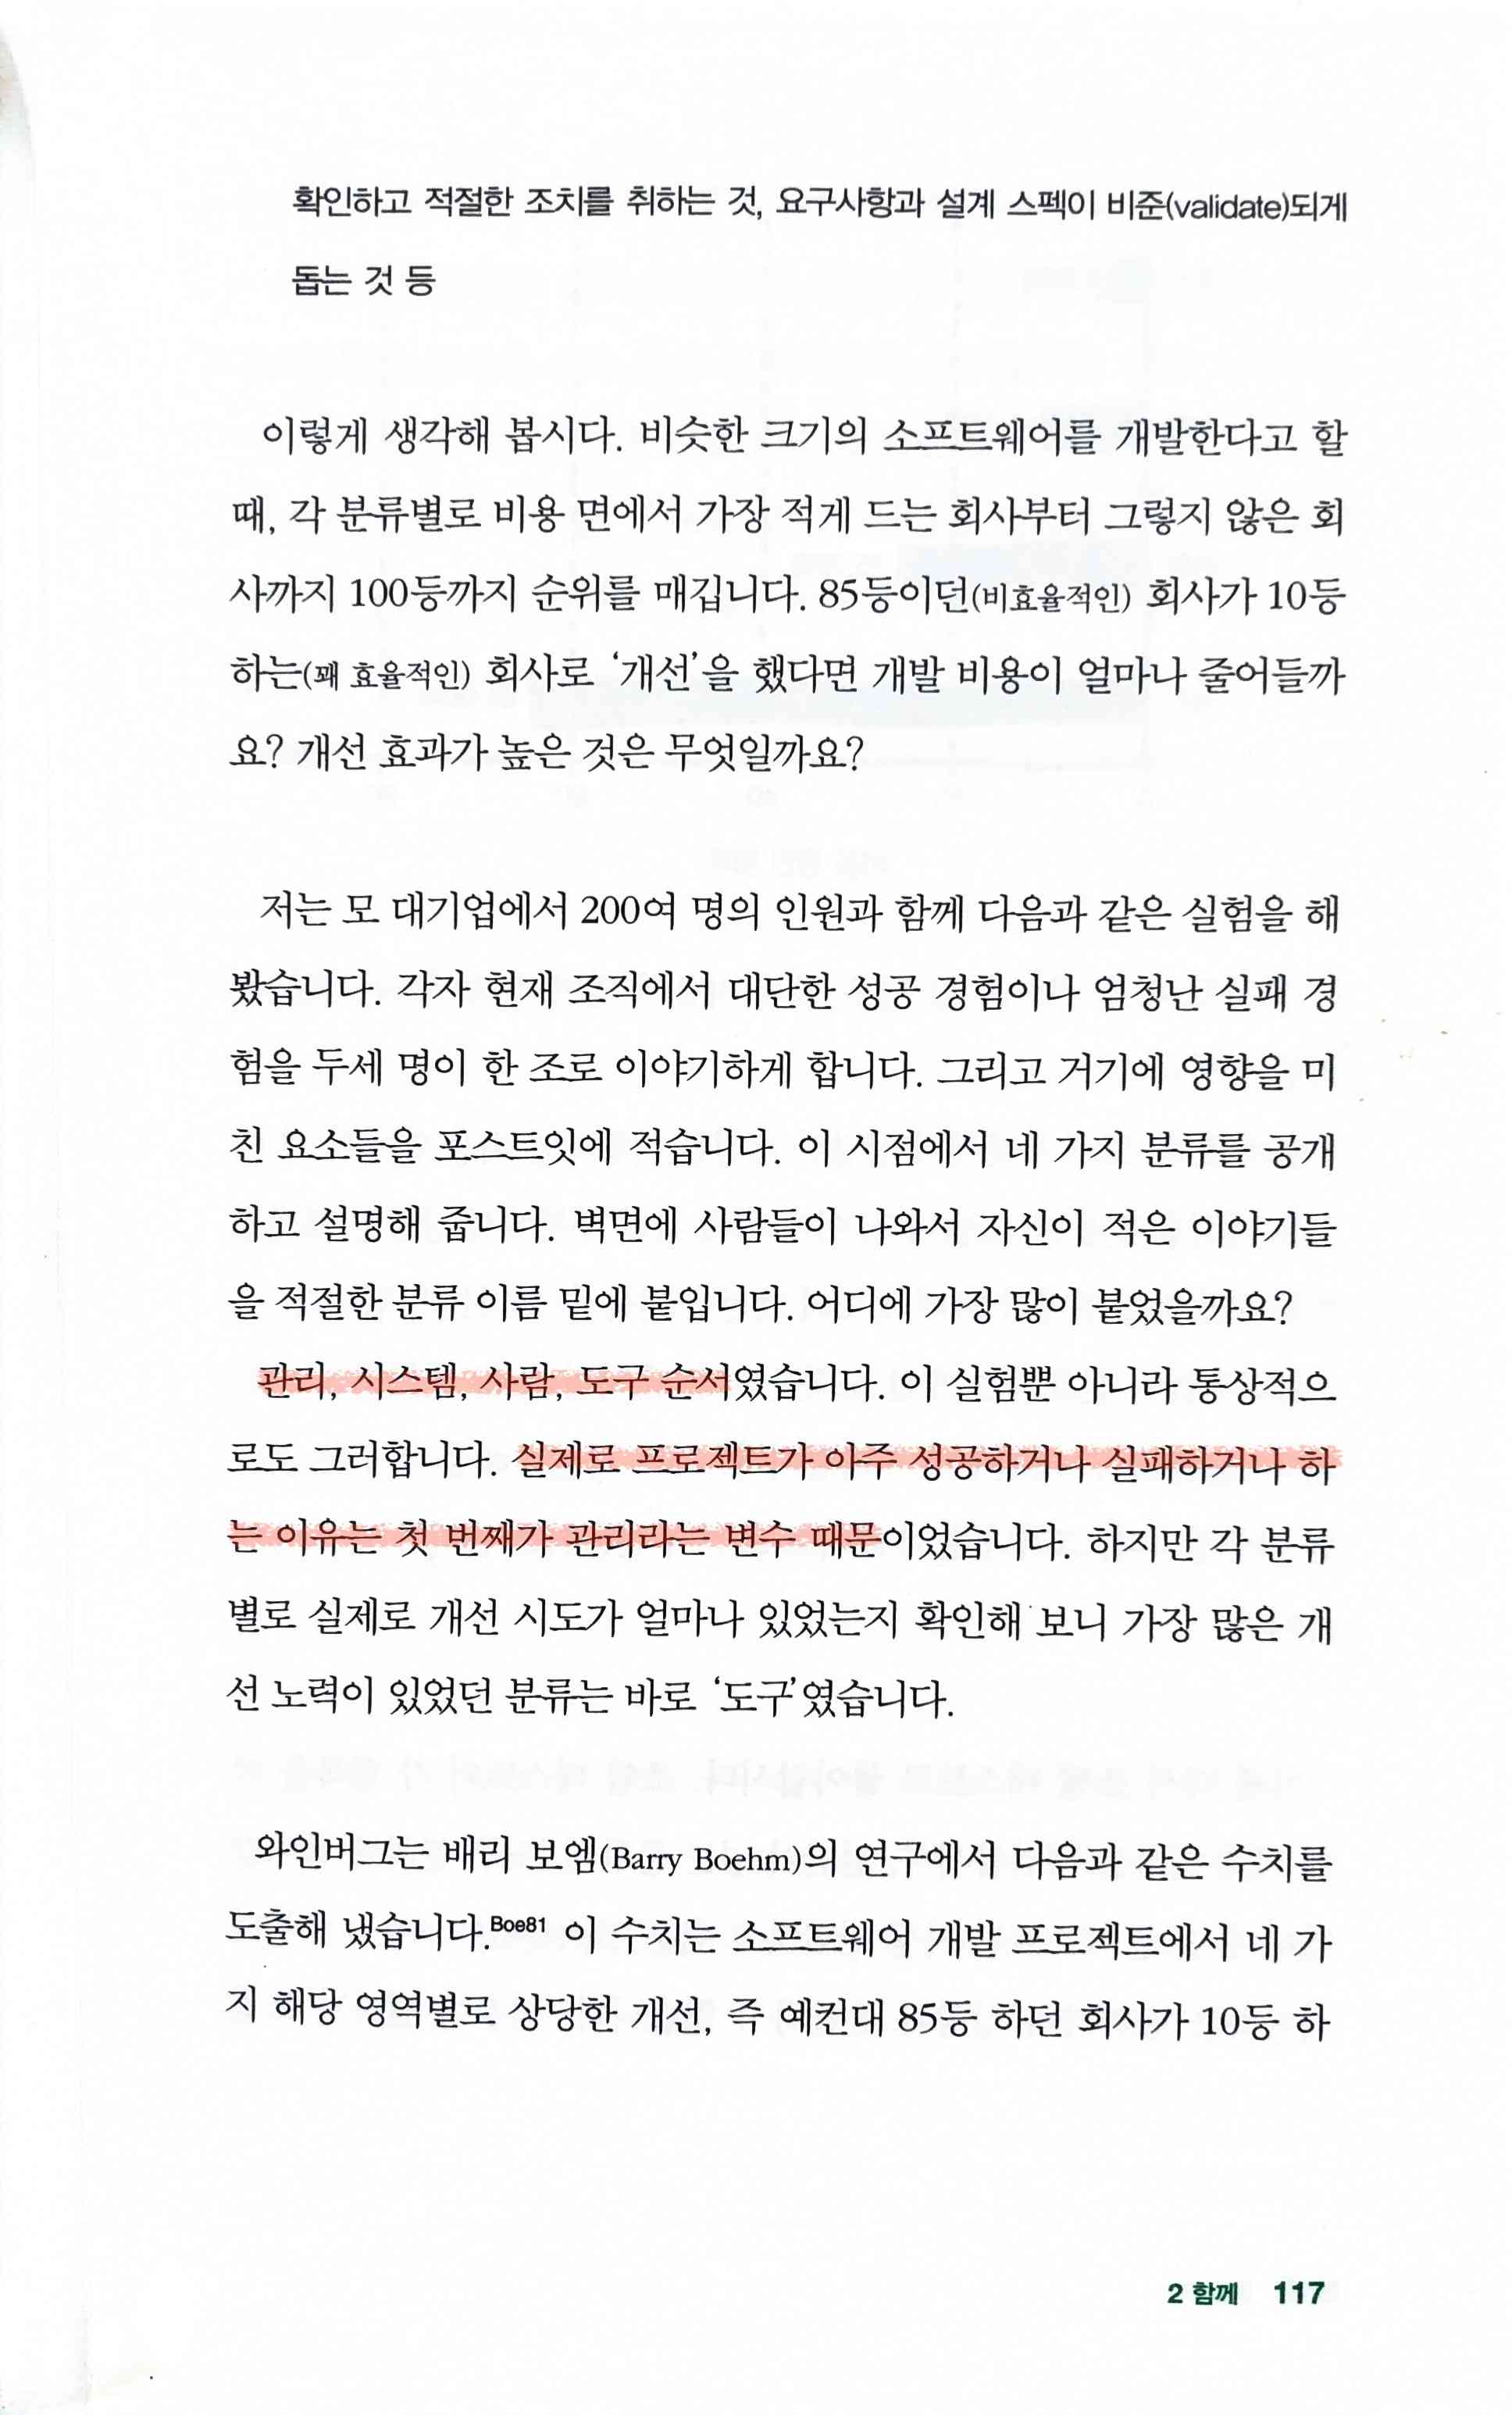 확인하고 적절한 조치를 취하는 것, 요구사항과 설계 스펙이 비준(validate)되게
돕는 것 등
이렇게 생각해 봅시다. 비슷한 크기의 소프트웨어를 개발한다고 할
때, 각 분류별로 비용 면에서 가장 적게 드는 회사부터 그렇지 않은 회
사까지 100등까지 순위를 매깁니다. 85등이던(비효율적인) 회사가 10등
하는(꽤 효율적인) 회사로 ‘개선’을 했다면 개발 비용이 얼마나 줄어들까
요? 개선 효과가 높은 것은 무엇일까요?
저는 모 대기업에서 200여 명의 인원과 함께 다음과 같은 실험을 해
봤습니다. 각자 현재 조직에서 대단한 성공 경험이나 엄청난 실패 경
험을 두세 명이 한 조로 이야기하게 합니다. 그리고 거기에 영향을 미
친 요소들을 포스트잇에 적습니다. 이 시점에서 네 가지 분류를 공개
하고 설명해 줍니다. 벽면에 사람들이 나와서 자신이 적은 이야기들
을 적절한 분류 이름 밑에 붙입니다. 어디에 가장 많이 붙었을까요?
관리, 시스템, 사람, 도구 순서였습니다. 이 실험뿐 아니라 통상적으
로도 그러합니다. 실제로 프로젝트가 아주 성공하거나 실패하거나 하
는 이유는 첫 번째가 관리라는 변수 때문이었습니다. 하지만 각 분류
별로 실제로 개선 시도가 얼마나 있었는지 확인해 보니 가장 많은 개
선 노력이 있었던 분류는 바로 ‘도구’였습니다.
와인버그는 배리 보엠(Barry Boehm)의 연구에서 다음과 같은 수치를
도출해 냈습니다.Boe81 이 수치는 소프트웨어 개발 프로젝트에서 네 가
지 해당 영역별로 상당한 개선, 즉 예컨대 85등 하던 회사가 10등 하
2 함께 117